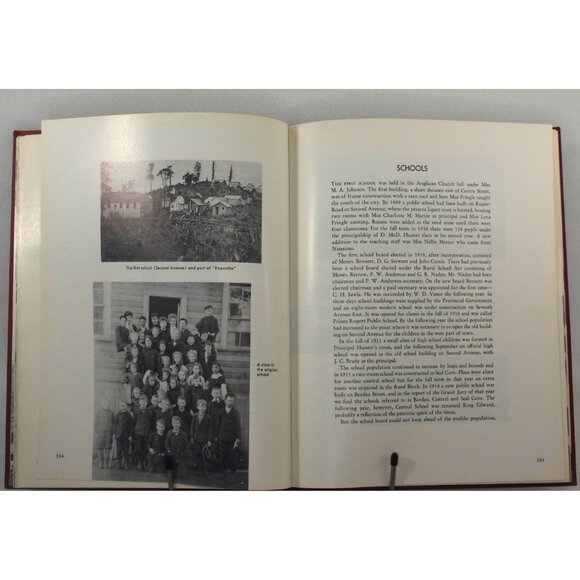 The first school (Second Avenue) and part of "Knoxville"
A class in
the original
school
104
SCHOOLS
THE FIRST SCHOOL was held in the Anglican Church hall under Miss
M. A. Johnson. The first building, a short distance east of Centre Street,
was of frame construction with a tent roof and here Miss Pringle taught
the youth of the city. By 1909 a public school had been built on Rupert
Road or Second Avenue, where the present liquor store is located, housing
two rooms with Miss Charlotte M. Martin as principal and Miss Lena
Pringle assisting. Rooms were added as the need arose until there were
four classrooms. For the fall term in 1910 there were 120 pupils under
the principalship of D. McD. Hunter then in his second year. A new
addition to the teaching staff was Miss Nellie Mercer who came from
Nanaimo.
The first school board elected in 1910, after incorporation, consisted
of Messrs. Bennett, D. G. Stewart and John Currie. There had previously
been a school board elected under the Rural School Act consisting of
Messrs. Barrow, P. W. Anderson and G. R. Naden. Mr. Naden had been
chairman and P. W. Anderson secretary. On the new board Bennett was
elected chairman and a paid secretary was appointed for the first time—
C. H. Sawle. He was succeeded by W. D. Vance the following year. In
those days school buildings were supplied by the Provincial Government
and on September 6, 1910 a new building was under construction on Seventh
Avenue East. It was opened for classes in the fall of 1910 and was called
Prince Rupert Public School. By the following year the school population
had increased to the point where it was necessary to re-open the old building
on Second Avenue for the children in the west part of town.
In the fall of 1911 a small class of high school children was formed in
Principal Hunter's room, and the following September an official high
school was opened in the old school building on Second Avenue, with
J. C. Brady at the principal.
The school population continued to increase by leaps and bounds and
in 1913 a two-room school was constructed in Seal Cove. Plans were afoot
for another central school but for the fall term in that year an extra
room was acquired in the Rand Block. In 1914 a new public school was
built on Borden Street, and in the report of the Grand Jury of that year
we find the schools referred to as Borden, Central and Seal Cove. The
following year, however, Central School was renamed King Edward,
probably a reflection of the patriotic spirit of the times.
But the school board could not keep ahead of the prolific population,
105